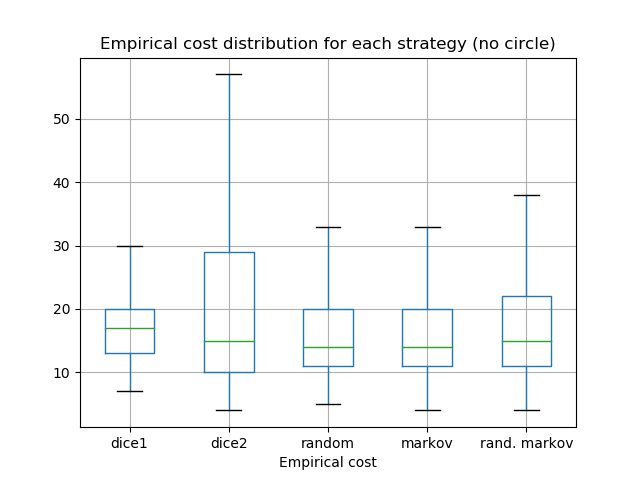 Empirical cost distribution for each strategy (no circle)
50
40
30
20
10
dice1 dice2 random markov rand. markov
Empirical cost